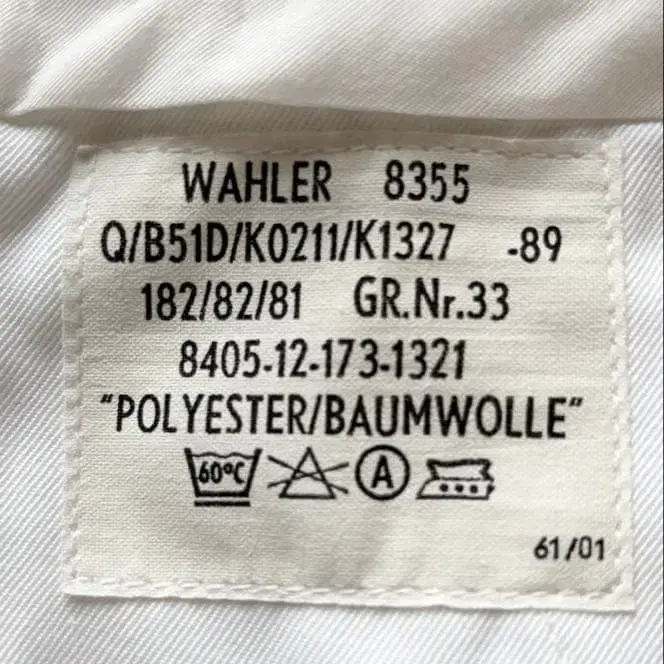 WAHLER 8355
Q/B51D/K0211/K1327 -89
182/82/81 GR.Nr.33
8405-12-173-1321
"POLYESTER/BAUMWOLLE"
60°C A
61/01